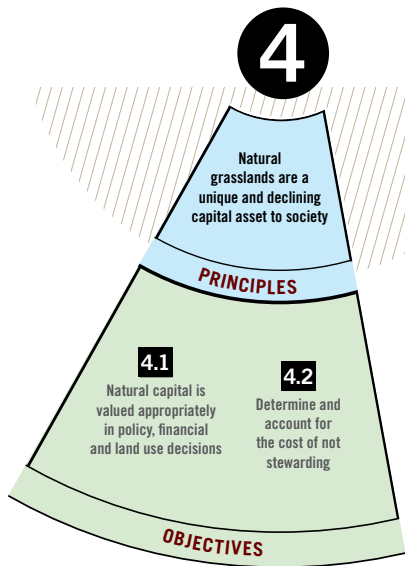 4
Natural
grasslands are a
unique and declining
capital asset to society
PRINCIPLES
4.1
Natural capital is
valued appropriately
in policy, financial
and land use decisions
4.2
Determine and
account for
the cost of not
stewarding
OBJECTIVES